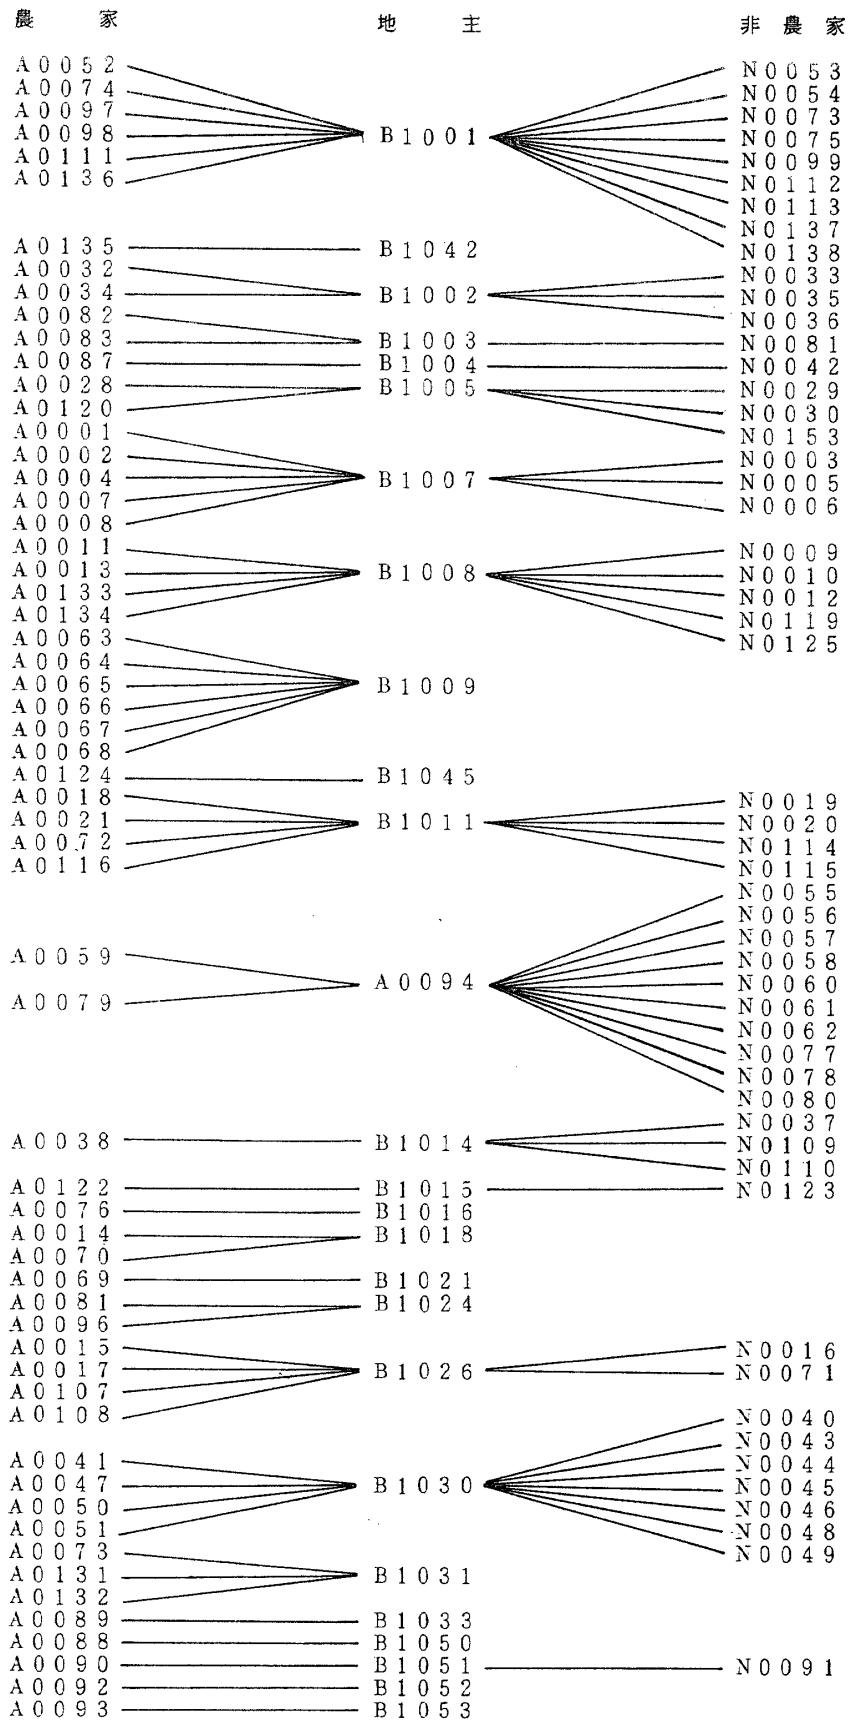 農家 地主 非農家
A0052 N0053
A0074 N0054
A0097 N0073
A0098 B1001 N0075
A0111 N0099
A0136 N0112
N0113
N0137
A0135 B1042 N0138
A0032 N0033
A0034 B1002 N0035
A0082 N0036
A0083 B1003 N0081
A0087 B1004 N0042
A0028 B1005 N0029
A0120 N0030
A0001 N0153
A0002 N0003
A0004 B1007 N0005
A0007 N0006
A0008
A0011 N0009
A0013 B1008 N0010
A0133 N0012
A0134 N0119
A0063 N0125
A0064
A0065 B1009
A0066
A0067
A0068
A0124 B1045
A0018 N0019
A0021 B1011 N0020
A0072 N0114
A0116 N0115
N0055
N0056
N0057
A0059 N0058
A0094 N0060
A0079 N0061
N0062
N0077
N0078
N0080
N0037
A0038 B1014 N0109
N0110
A0122 B1015 N0123
A0076 B1016
A0014 B1018
A0070
A0069 B1021
A0081 B1024
A0096
A0015 N0016
A0017 B1026 N0071
A0107
A0108 N0040
N0043
A0041 N0044
A0047 B1030 N0045
A0050 N0046
A0051 N0048
A0073 N0049
A0131 B1031
A0132
A0089 B1033
A0088 B1050
A0090 B1051 N0091
A0092 B1052
A0093 B1053